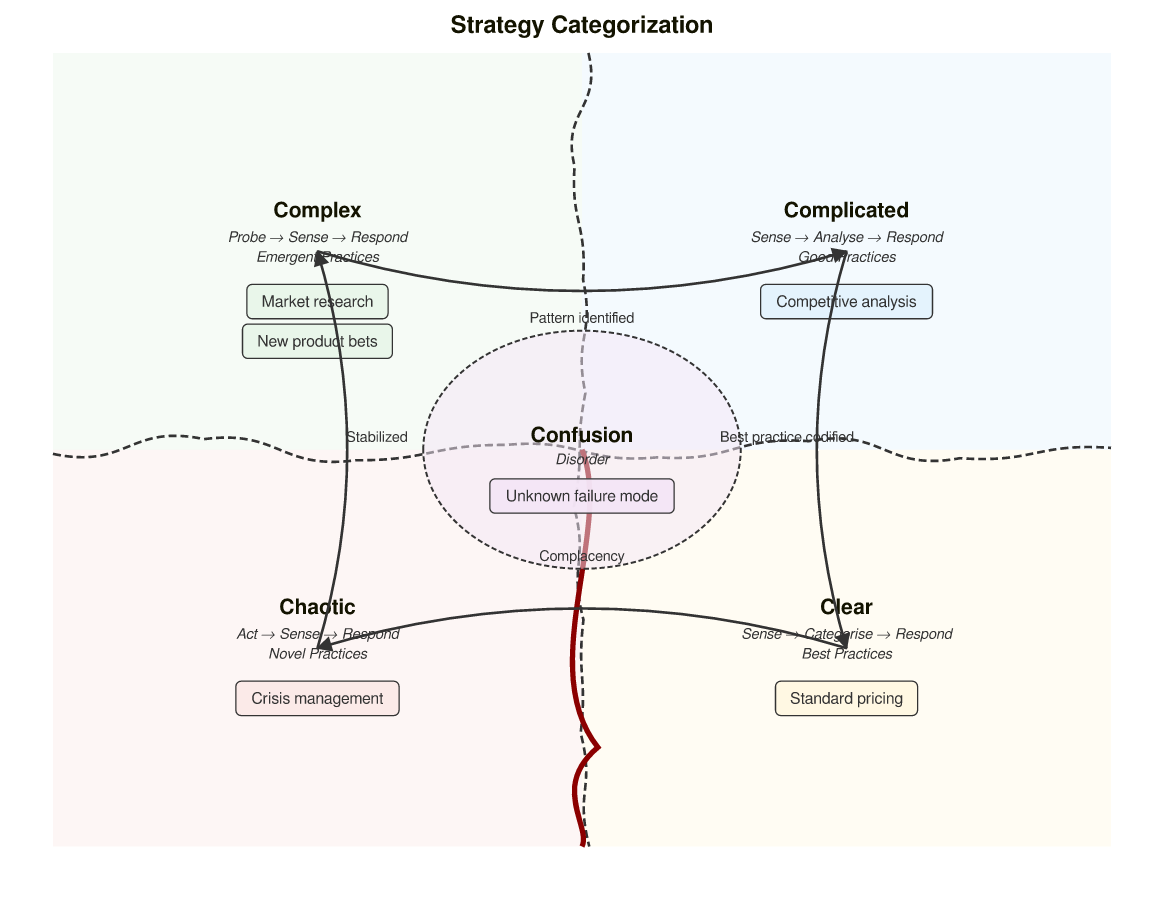 Strategy Categorization
Complex
Probe → Sense → Respond
Emergent Practices
Market research
New product bets
Complicated
Sense → Analyse → Respond
Good Practices
Competitive analysis
Pattern identified
Stabilized
Best practice codified
Confusion
Disorder
Unknown failure mode
Complacency
Chaotic
Act → Sense → Respond
Novel Practices
Crisis management
Clear
Sense → Categorise → Respond
Best Practices
Standard pricing